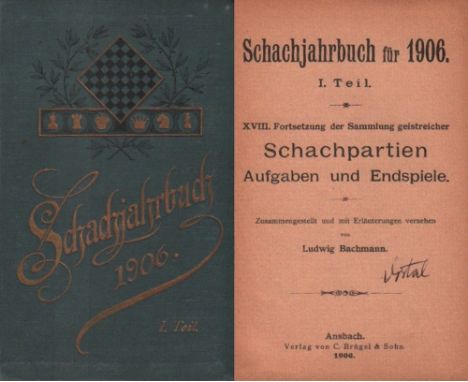 Schachjahrbuch
1906.
I. Teil.
Schachjahrbuch für 1906.
I. Teil.
XVIII. Fortsetzung der Sammlung geistreicher
Schachpartien
Aufgaben und Endspiele.
Zusammengestellt und mit Erläuterungen versehen
von
Ludwig Bachmann.
Ansbach.
Verlag von C. Brügel & Sohn.
1906.